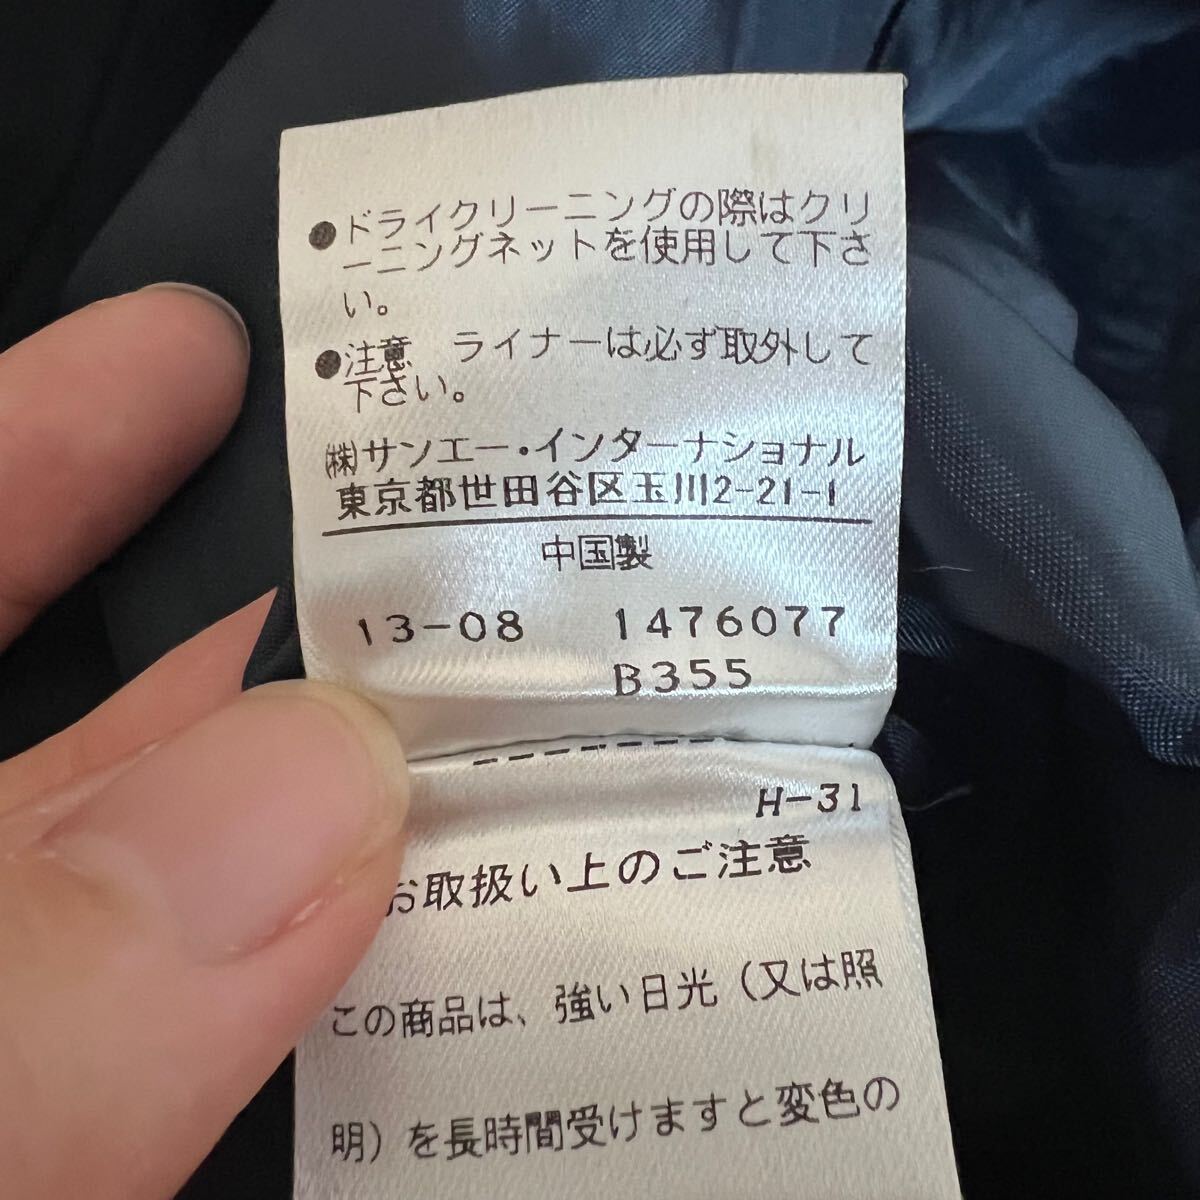 ●ドライクリーニングの際はクリ
ーニングネットを使用して下さ
い。
●注意　ライナーは必ず取外して
下さい。
㈱サンエー・インターナショナル
東京都世田谷区玉川2-21-1
中国製
13-08 1476077
B355
H-31
お取扱い上のご注意
この商品は、強い日光（又は照
明）を長時間受けますと変色の